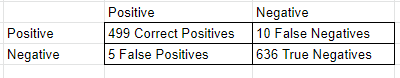 Positive Negative
Positive 499 Correct Positives 10 False Negatives
Negative 5 False Positives 636 True Negatives